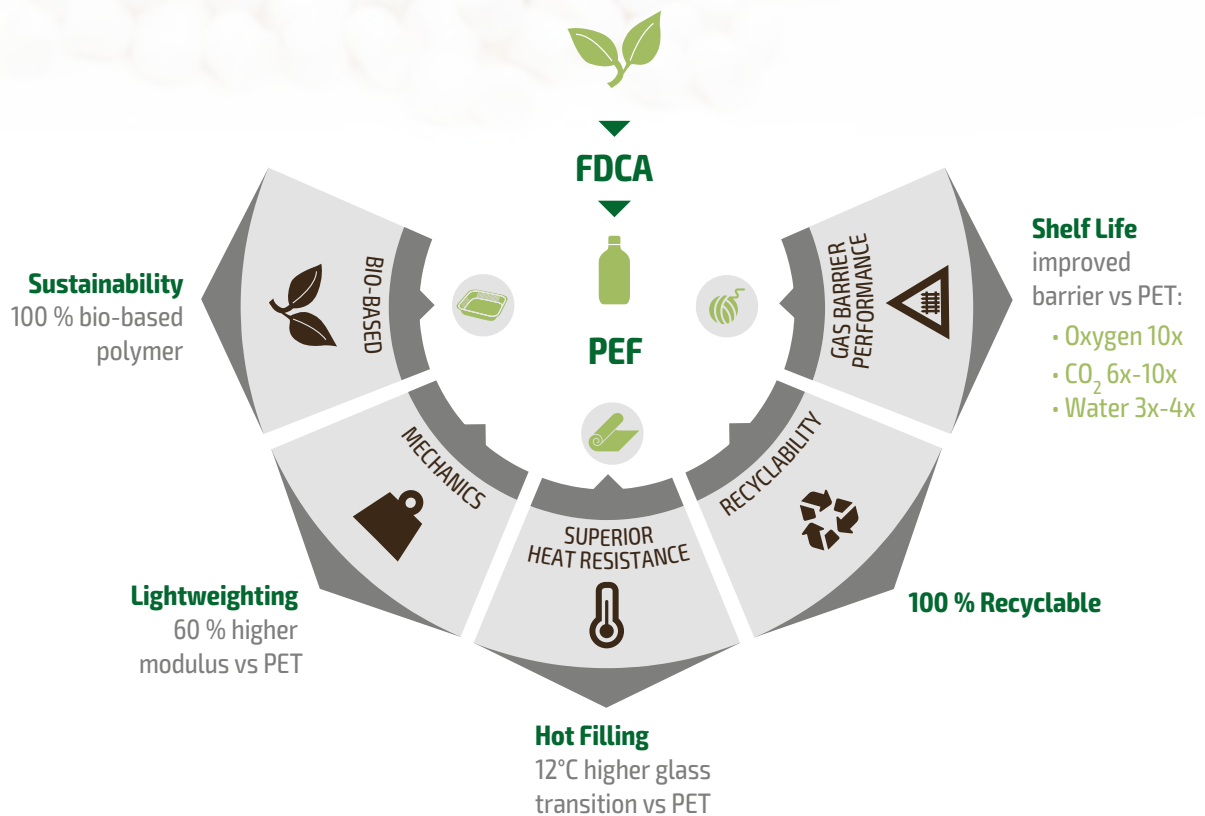 FDCA
PEF
BIO-BASED
Sustainability
100 % bio-based
polymer
MECHANICS
Lightweighting
60 % higher
modulus vs PET
SUPERIOR
HEAT RESISTANCE
Hot Filling
12°C higher glass
transition vs PET
RECYCLABILITY
100 % Recyclable
GAS BARRIER
PERFORMANCE
Shelf Life
improved
barrier vs PET:
• Oxygen 10x
• CO₂ 6x-10x
• Water 3x-4x